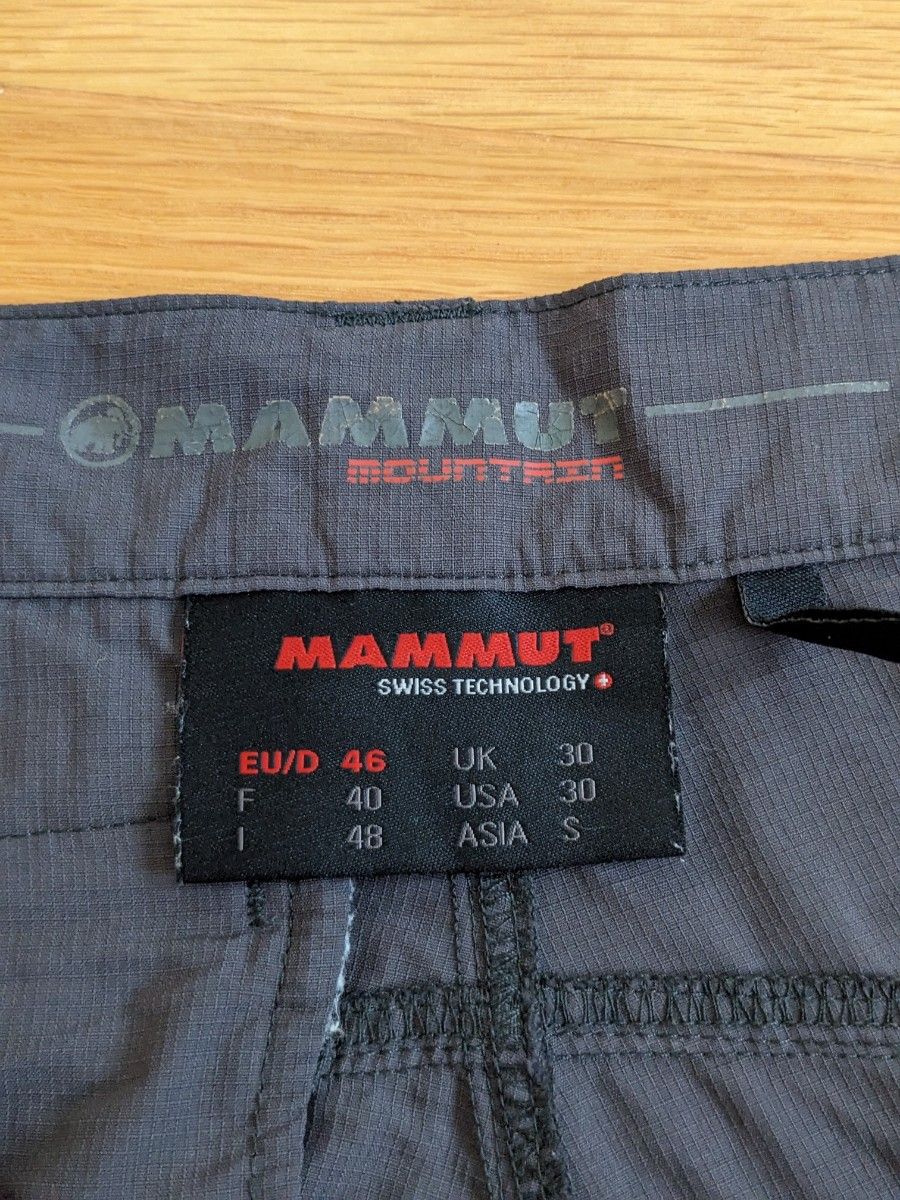 MAMMUT
MOUNTAIN
MAMMUT®
SWISS TECHNOLOGY
EU/D 46 UK 30
F 40 USA 30
I 48 ASIA S